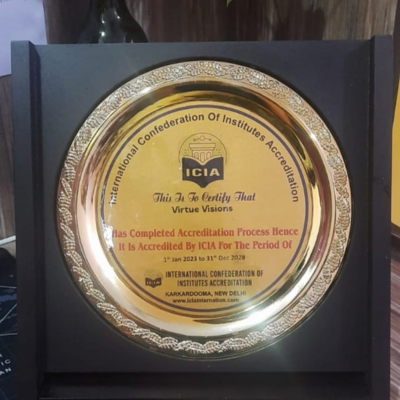 International Confederation Of Institutes Accreditation
ICIA
This Is To Certify That
Virtue Visions
Has Completed Accreditation Process Hence
It Is Accredited By ICIA For The Period Of
1st Jan 2023 to 31st Dec 2028
ICIA
INTERNATIONAL CONFEDERATION OF
INSTITUTES ACCREDITATION
KARKARDOOMA, NEW DELHI